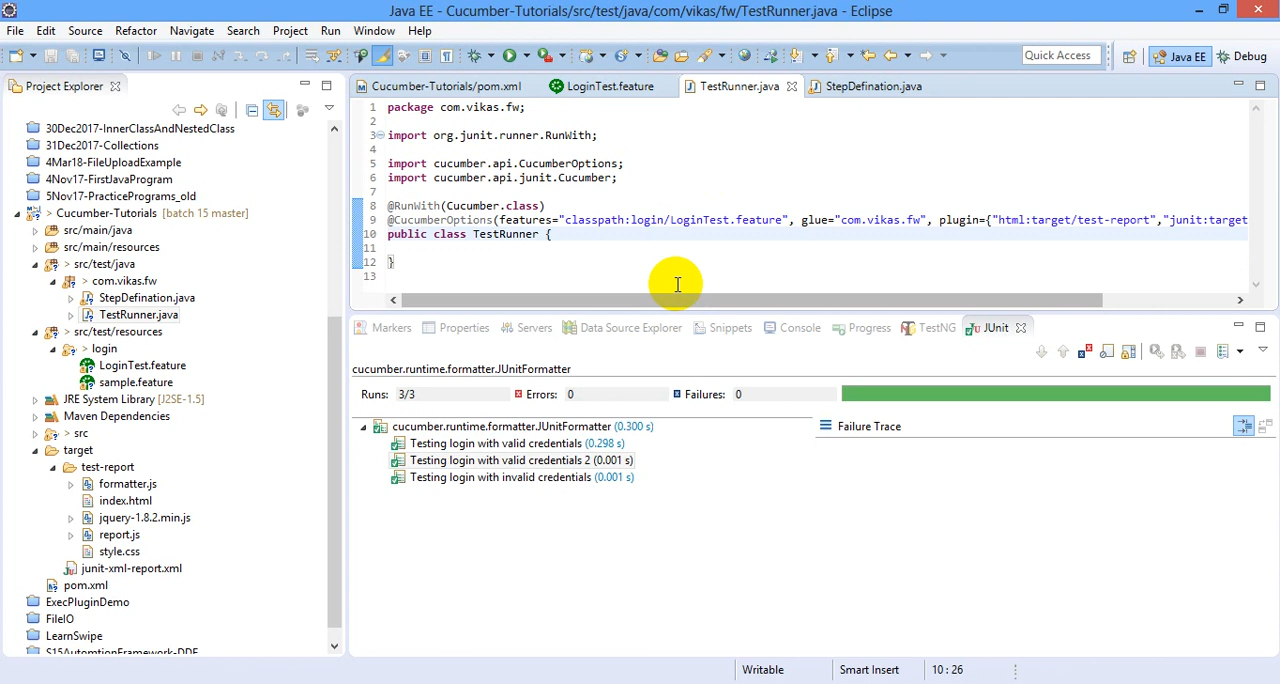 Java EE - Cucumber-Tutorials/src/test/java/com/vikas/fw/TestRunner.java - Eclipse
File Edit Source Refactor Navigate Search Project Run Window Help
Quick Access
Java EE
Debug
Project Explorer
30Dec2017-InnerClassAndNestedClass
31Dec2017-Collections
4Mar18-FileUploadExample
4Nov17-FirstJavaProgram
5Nov17-PracticePrograms_old
> Cucumber-Tutorials [batch 15 master]
src/main/java
src/main/resources
> src/test/java
> com.vikas.fw
StepDefination.java
TestRunner.java
> src/test/resources
> login
LoginTest.feature
sample.feature
JRE System Library [J2SE-1.5]
Maven Dependencies
> src
target
test-report
formatter.js
index.html
jquery-1.8.2.min.js
report.js
style.css
junit-xml-report.xml
pom.xml
ExecPluginDemo
FileIO
LearnSwipe
S15AutomtionFramework-DDF
Cucumber-Tutorials/pom.xml LoginTest.feature TestRunner.java StepDefination.java
1 package com.vikas.fw;
2
3 import org.junit.runner.RunWith;
4
5 import cucumber.api.CucumberOptions;
6 import cucumber.api.junit.Cucumber;
7
8 @RunWith(Cucumber.class)
9 @CucumberOptions(features="classpath:login/LoginTest.feature", glue="com.vikas.fw", plugin={"html:target/test-report","junit:target
10 public class TestRunner {
11
12 }
13
Markers Properties Servers Data Source Explorer Snippets Console Progress TestNG JUnit
cucumber.runtime.formatter.JUnitFormatter
Runs: 3/3 Errors: 0 Failures: 0
cucumber.runtime.formatter.JUnitFormatter (0.300 s)
Testing login with valid credentials (0.298 s)
Testing login with valid credentials 2 (0.001 s)
Testing login with invalid credentials (0.001 s)
Failure Trace
Writable Smart Insert 10 : 26